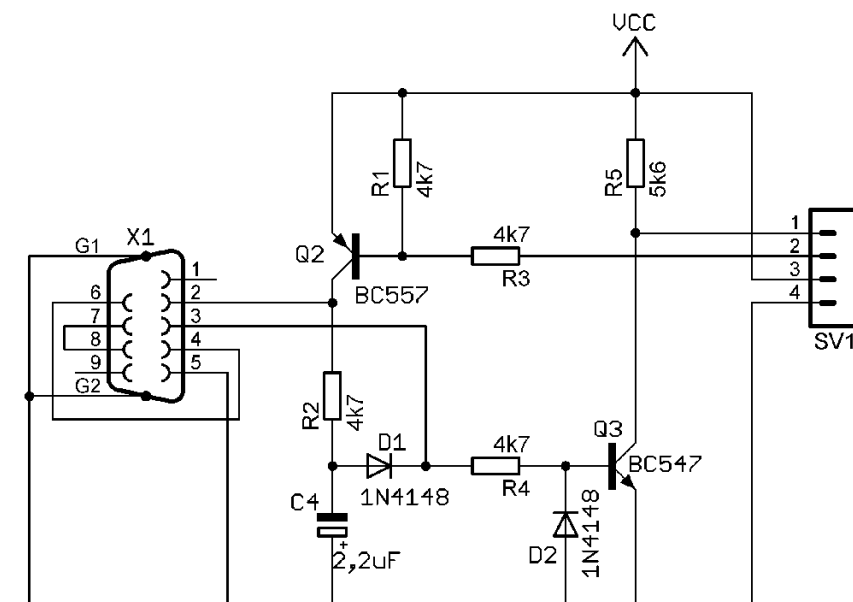 VCC
R1
4k7
R5
5k6
G1
X1
Q2
4k7
R3
BC557
1
2
3
4
SV1
1
6
2
7
3
8
4
9
5
G2
R2
4k7
D1
1N4148
4k7
R4
Q3
BC547
C4
+
2,2uF
D2
1N4148